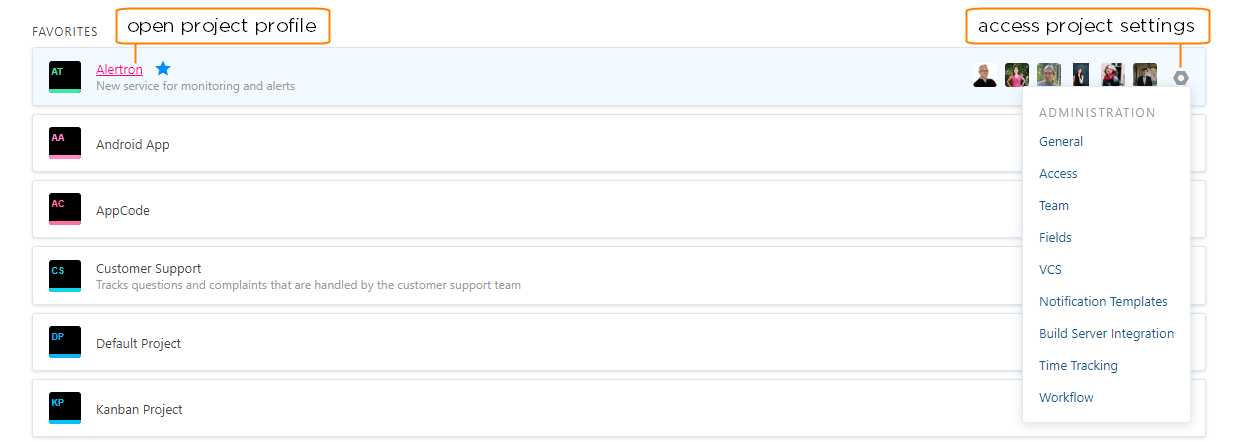 open project profile
access project settings
FAVORITES
AT
Alertron
New service for monitoring and alerts
ADMINISTRATION
General
Access
Team
Fields
VCS
Notification Templates
Build Server Integration
Time Tracking
Workflow
AA
Android App
AC
AppCode
CS
Customer Support
Tracks questions and complaints that are handled by the customer support team
DP
Default Project
KP
Kanban Project